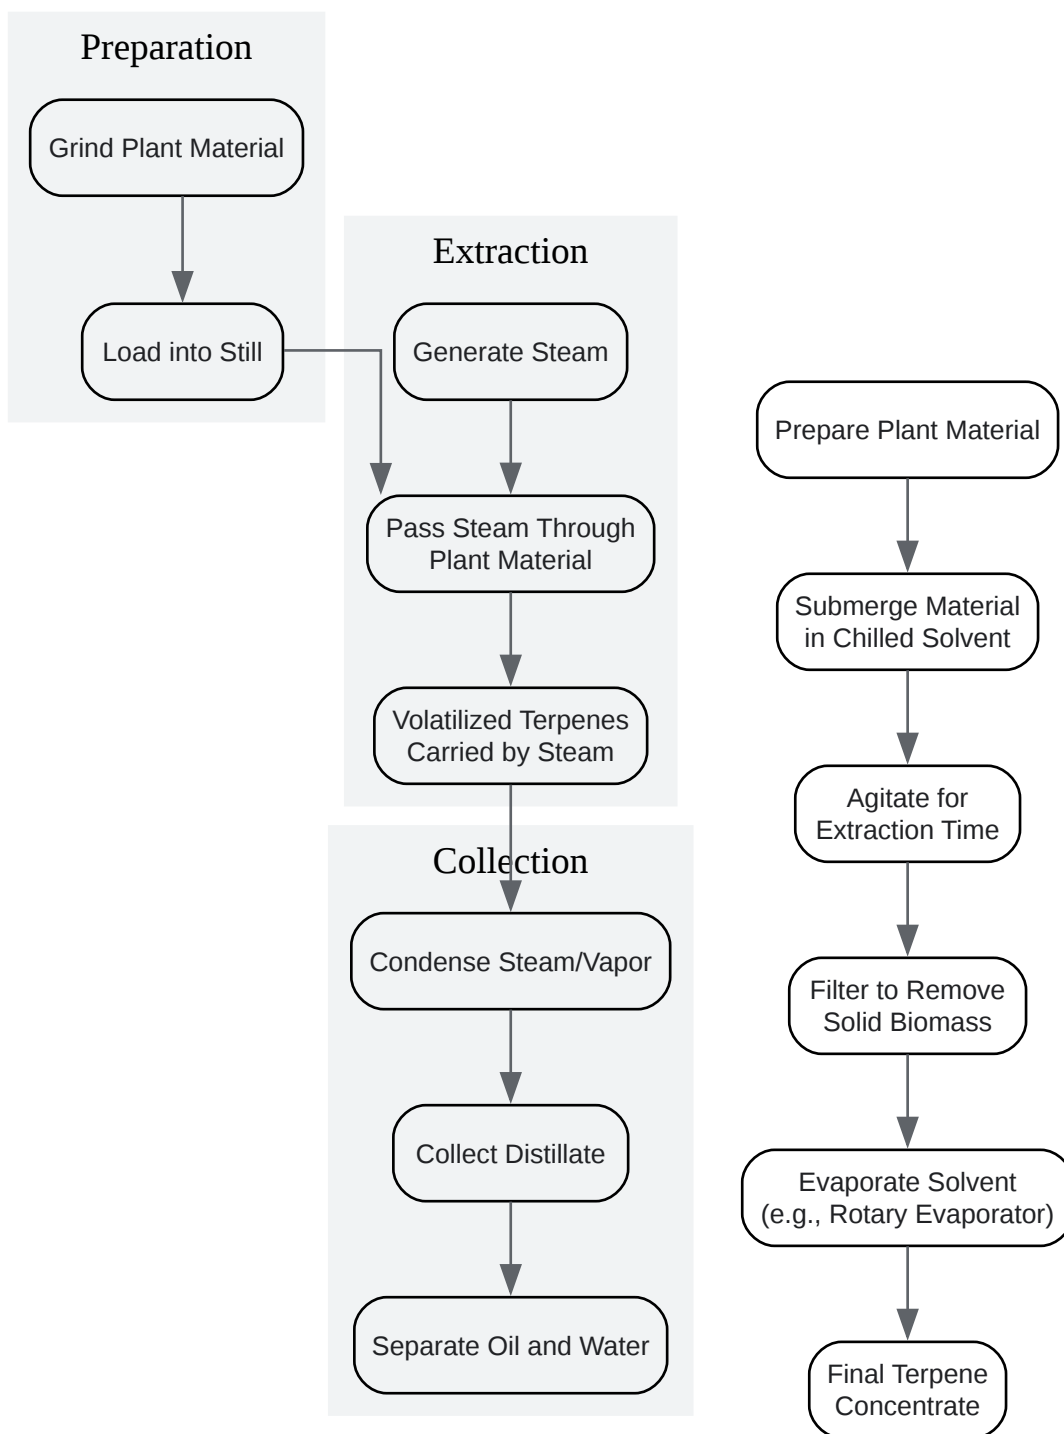 Preparation
Grind Plant Material
Load into Still
Extraction
Generate Steam
Pass Steam Through
Plant Material
Volatilized Terpenes
Carried by Steam
Collection
Condense Steam/Vapor
Collect Distillate
Separate Oil and Water
Prepare Plant Material
Submerge Material
in Chilled Solvent
Agitate for
Extraction Time
Filter to Remove
Solid Biomass
Evaporate Solvent
(e.g., Rotary Evaporator)
Final Terpene
Concentrate